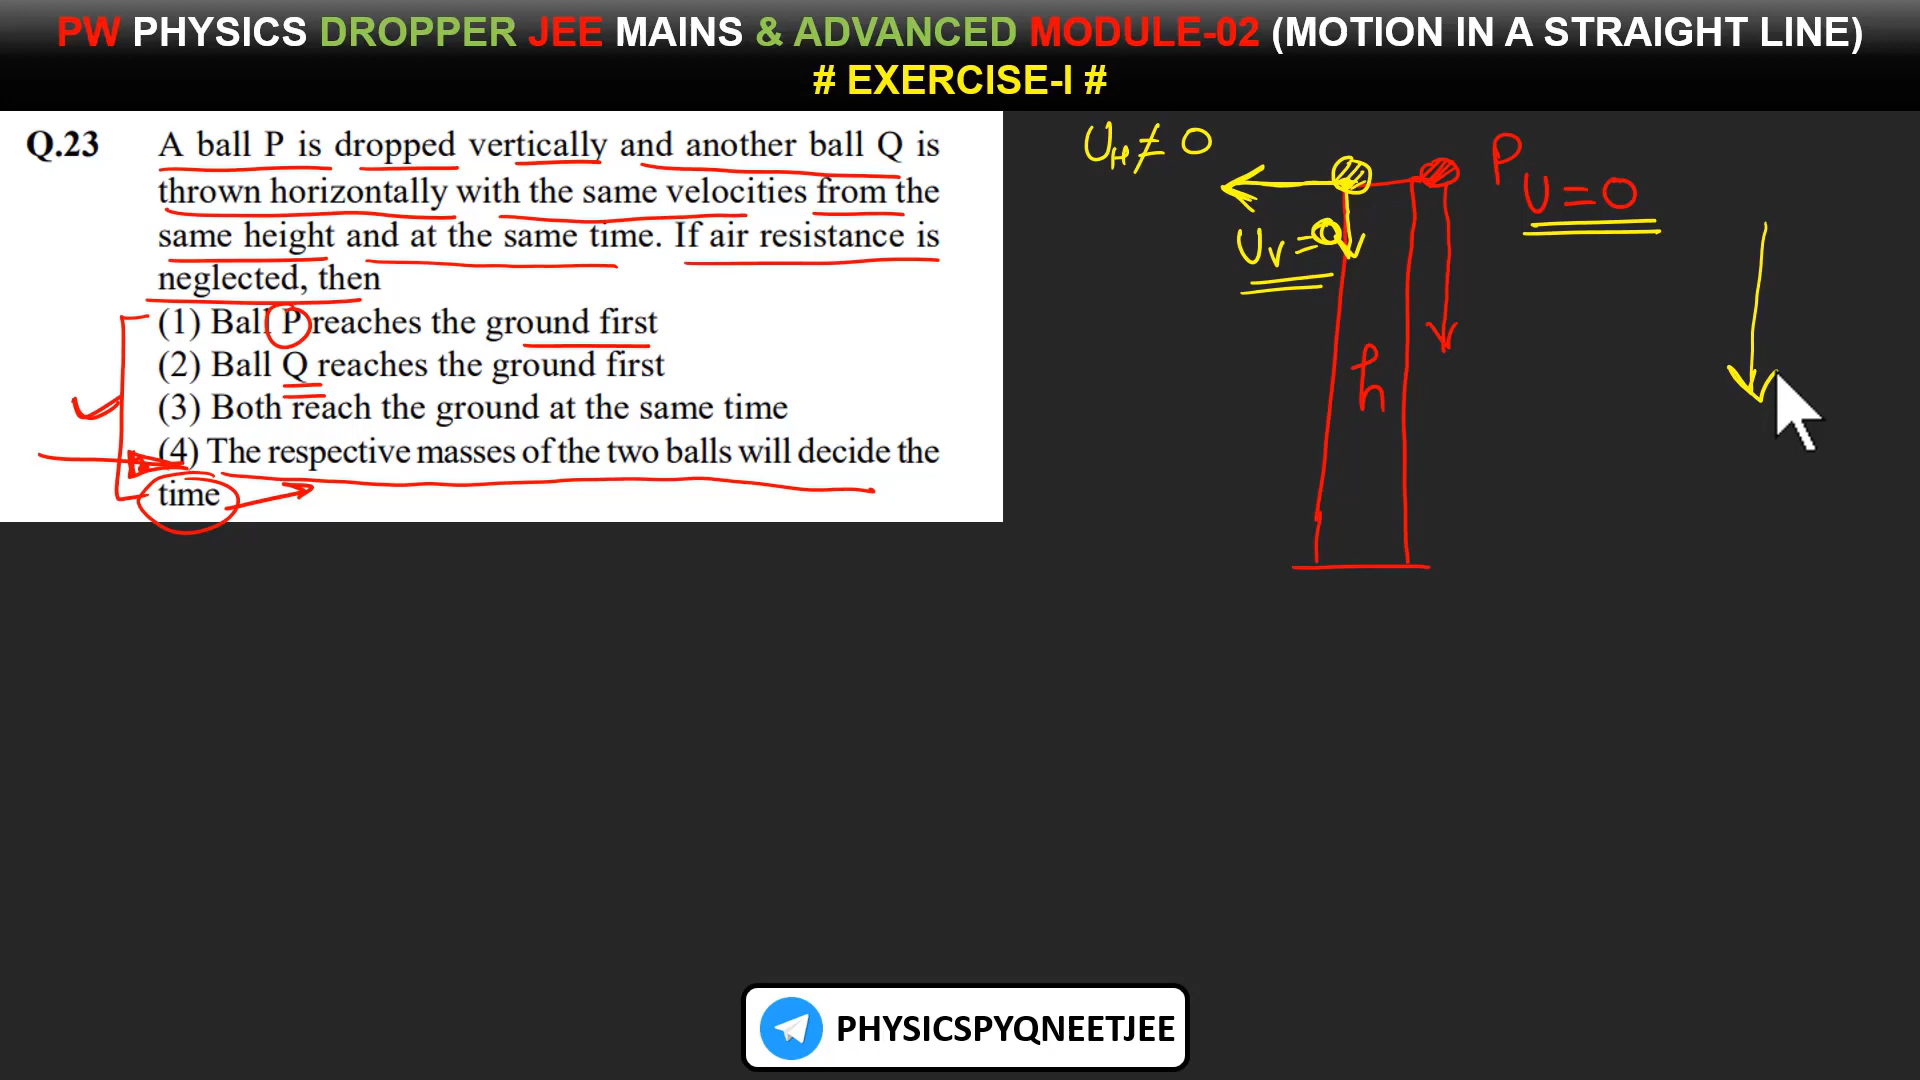 PW PHYSICS DROPPER JEE MAINS & ADVANCED MODULE-02 (MOTION IN A STRAIGHT LINE)
# EXERCISE-I #
Q.23 A ball P is dropped vertically and another ball Q is
thrown horizontally with the same velocities from the
same height and at the same time. If air resistance is
neglected, then
(1) Ball P reaches the ground first
(2) Ball Q reaches the ground first
(3) Both reach the ground at the same time
(4) The respective masses of the two balls will decide the
time
U_H ≠ 0
P
U = 0
U_V = 0
h
PHYSICSPYQNEETJEE